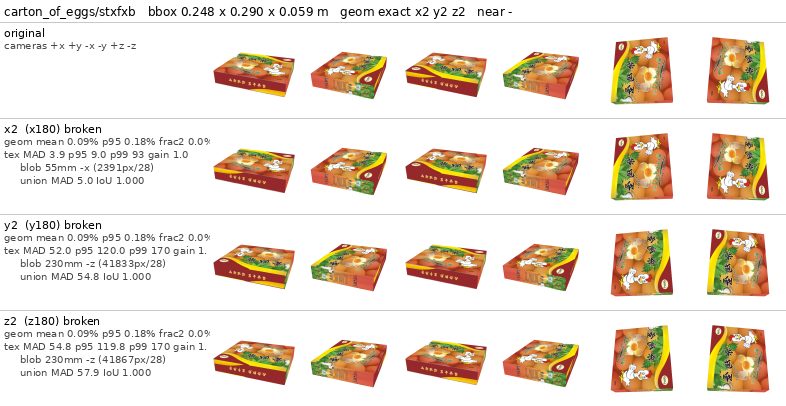 carton_of_eggs/stxfxb bbox 0.248 x 0.290 x 0.059 m geom exact x2 y2 z2 near -
original
cameras +x +y -x -y +z -z
x2 (x180) broken
geom mean 0.09% p95 0.18% frac2 0.0%
tex MAD 3.9 p95 9.0 p99 93 gain 1.0
blob 55mm -x (2391px/28)
union MAD 5.0 IoU 1.000
y2 (y180) broken
geom mean 0.09% p95 0.18% frac2 0.0%
tex MAD 52.0 p95 120.0 p99 170 gain 1.
blob 230mm -z (41833px/28)
union MAD 54.8 IoU 1.000
z2 (z180) broken
geom mean 0.09% p95 0.18% frac2 0.0%
tex MAD 54.8 p95 119.8 p99 170 gain 1.
blob 230mm -z (41867px/28)
union MAD 57.9 IoU 1.000